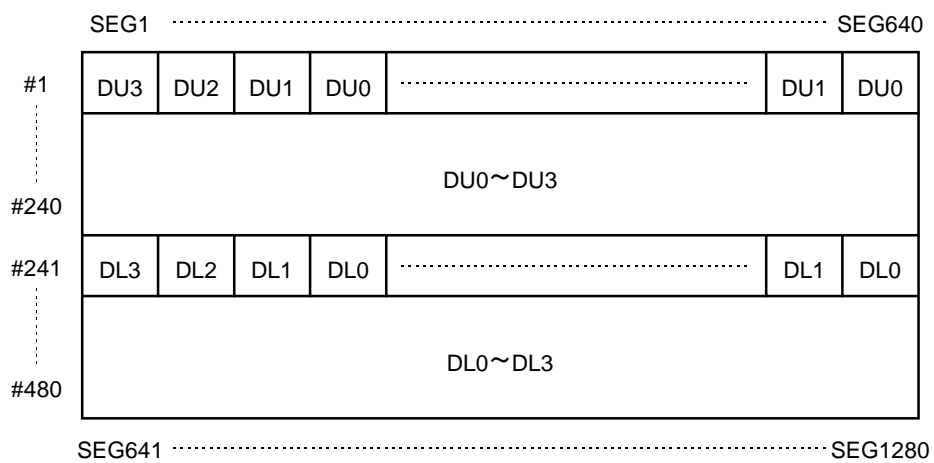 SEG1 SEG640
#1 DU3 DU2 DU1 DU0 DU1 DU0
DU0～DU3
#240
#241 DL3 DL2 DL1 DL0 DL1 DL0
DL0～DL3
#480
SEG641 SEG1280